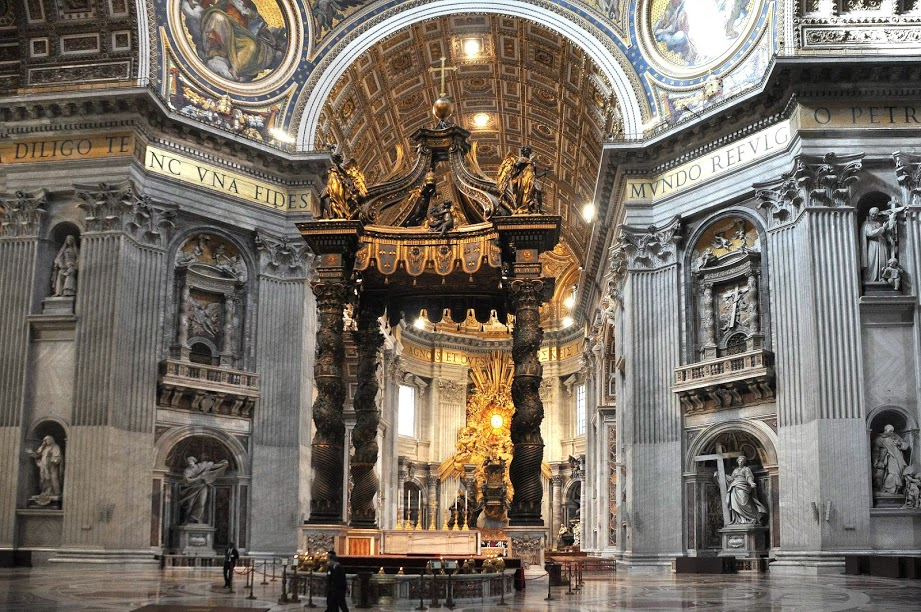 DILIGO TE
NC VNA FIDES
MVNDO REFVLG
O PETR